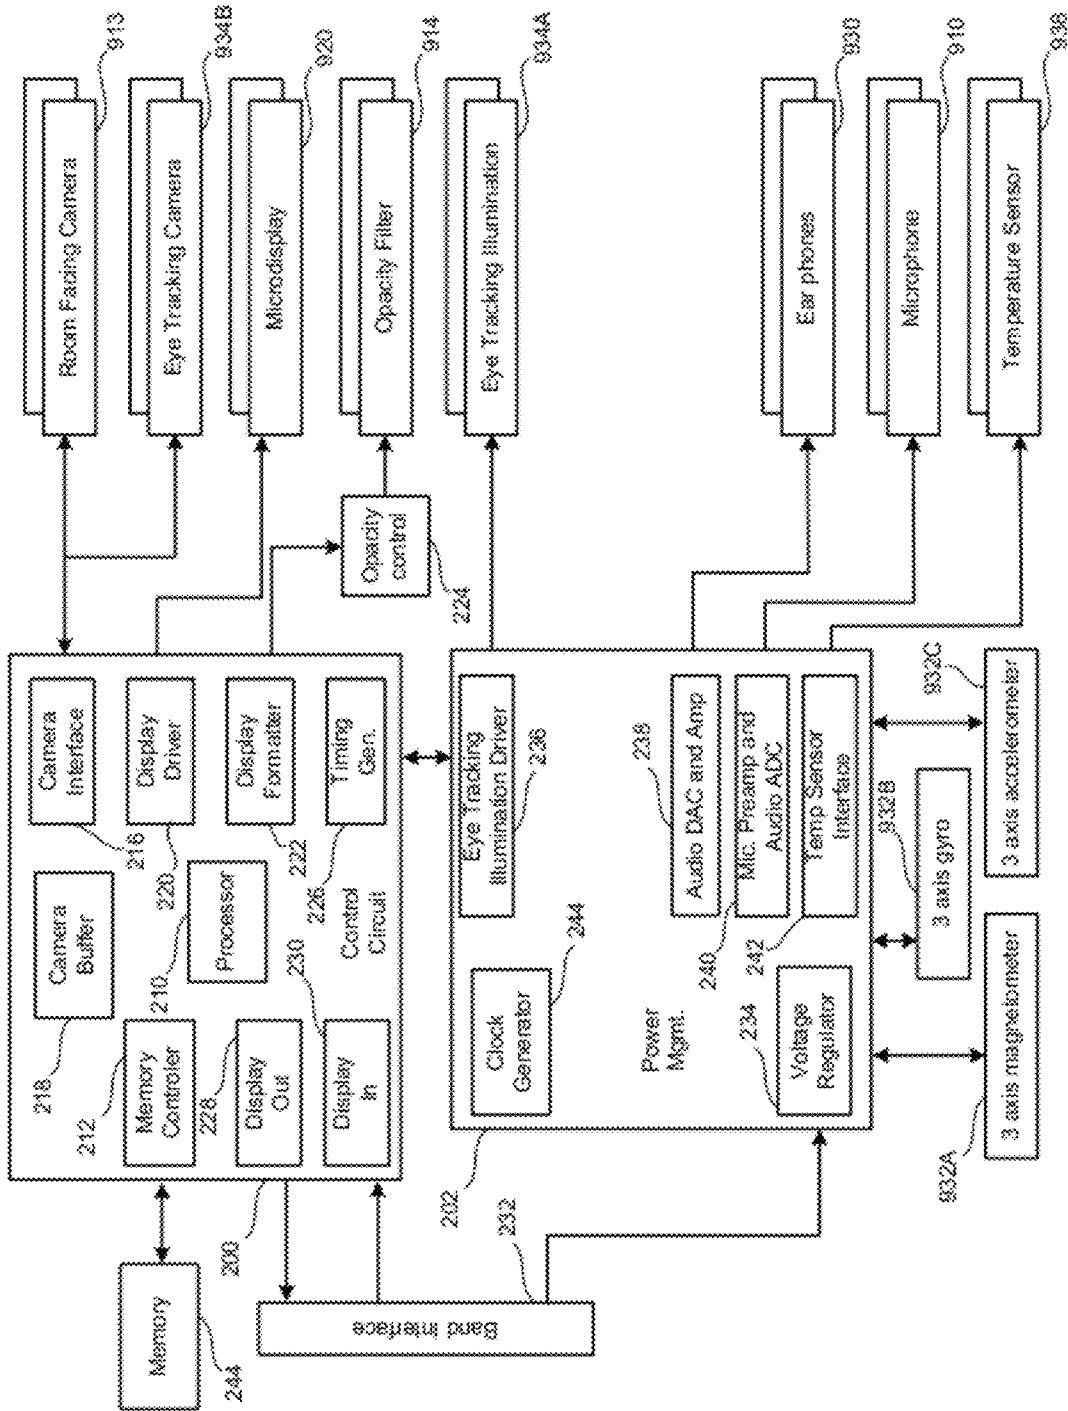 Room Facing Camera
913
Eye Tracking Camera
934B
Microdisplay
920
Opacity Filter
914
Eye Tracking Illumination
934A
Ear phones
930
Microphone
910
Temperature Sensor
938
Opacity
control
224
Camera
Interface
216
Display
Driver
220
Display
Formatter
222
Timing
Gen.
226
Camera
Buffer
218
Processor
210
Control
Circuit
Memory
Controler
212
Display
Out
228
Display
In
230
200
Memory
244
Band Interface
232
Eye Tracking
Illumination Driver
236
Audio DAC and Amp
238
Mic. Preamp and
Audio ADC
240
Temp Sensor
Interface
242
Clock
Generator
244
Power
Mgmt.
Voltage
Regulator
234
202
3 axis magnetometer
932A
3 axis gyro
932B
3 axis accelerometer
932C